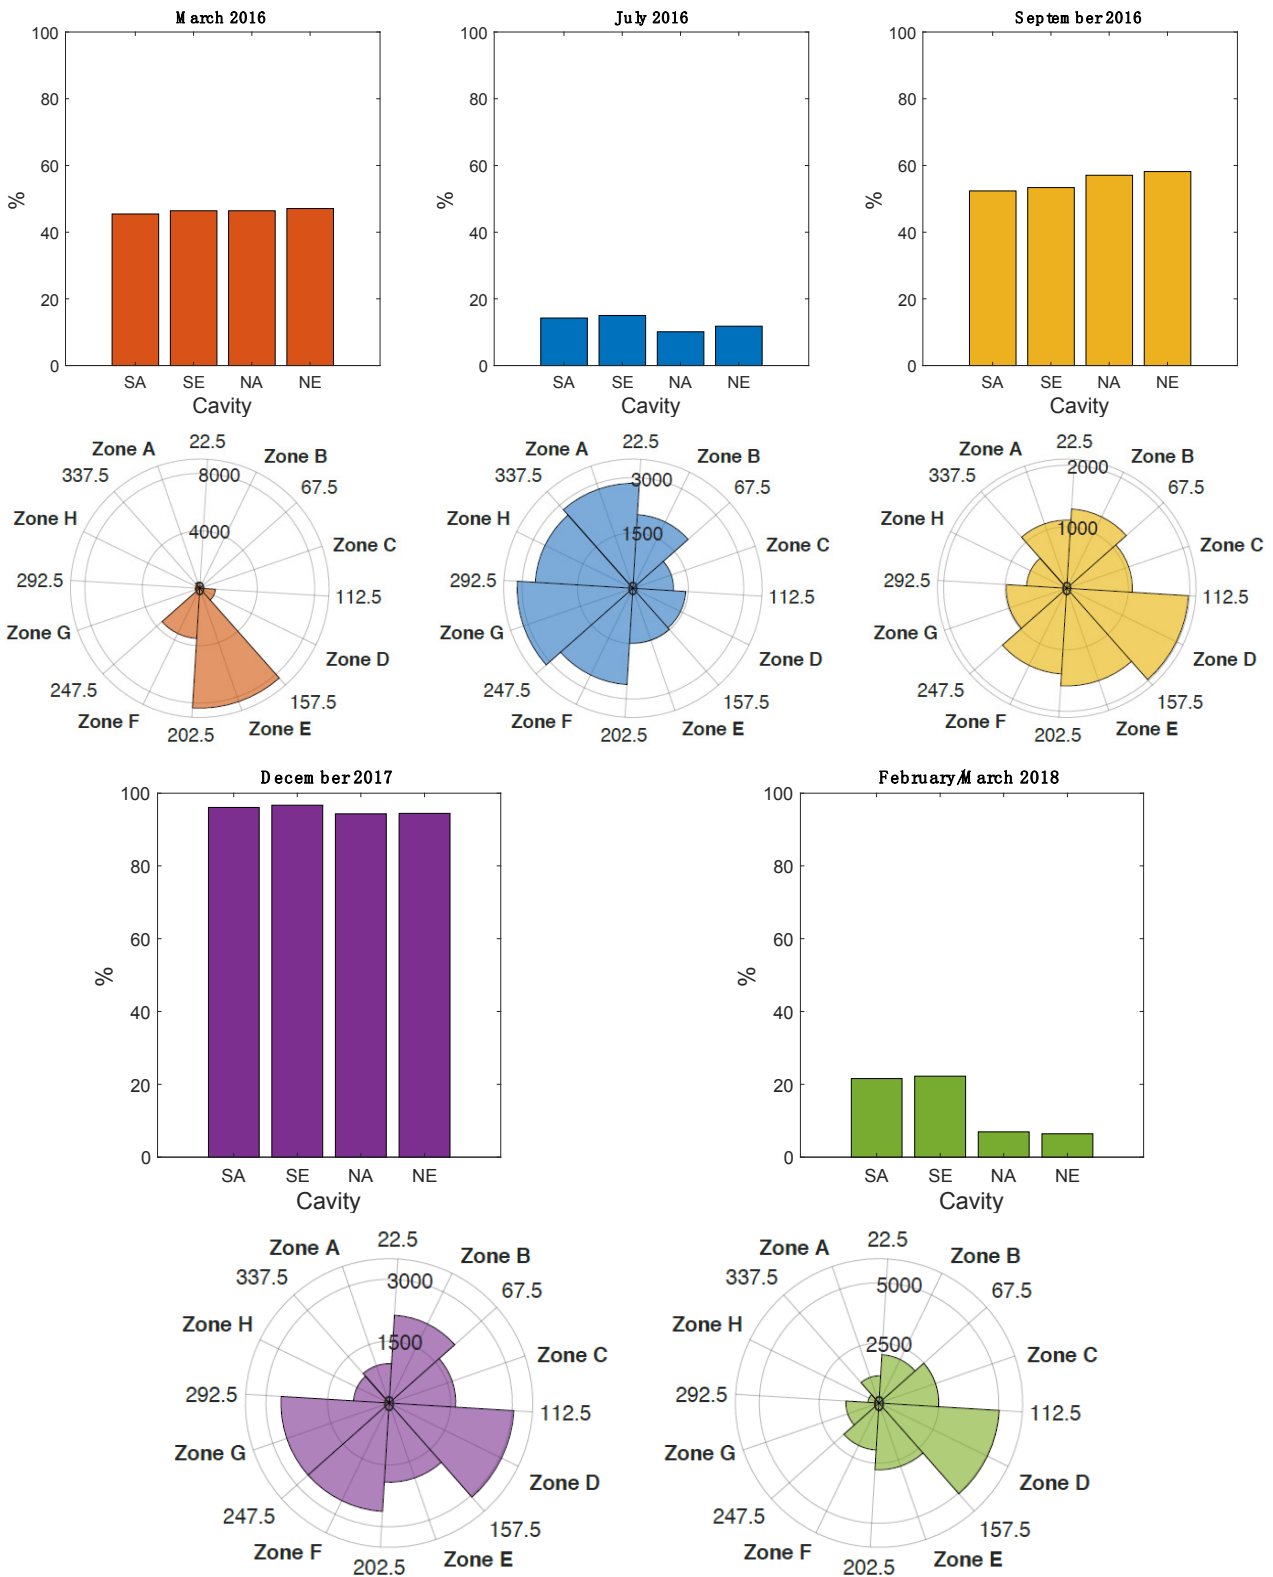 March 2016
100
80
60
40
20
0
%
SA SE NA NE
Cavity
July 2016
100
80
60
40
20
0
%
SA SE NA NE
Cavity
September 2016
100
80
60
40
20
0
%
SA SE NA NE
Cavity
Zone A 22.5 Zone B
337.5 8000 67.5
Zone H 4000 Zone C
292.5 0 112.5
Zone G Zone D
247.5 157.5
Zone F 202.5 Zone E
Zone A 22.5 Zone B
337.5 3000 67.5
Zone H 1500 Zone C
292.5 0 112.5
Zone G Zone D
247.5 157.5
Zone F 202.5 Zone E
Zone A 22.5 Zone B
337.5 2000 67.5
Zone H 1000 Zone C
292.5 0 112.5
Zone G Zone D
247.5 157.5
Zone F 202.5 Zone E
December 2017
100
80
60
40
20
0
%
SA SE NA NE
Cavity
February/March 2018
100
80
60
40
20
0
%
SA SE NA NE
Cavity
Zone A 22.5 Zone B
337.5 3000 67.5
Zone H 1500 Zone C
292.5 0 112.5
Zone G Zone D
247.5 157.5
Zone F 202.5 Zone E
Zone A 22.5 Zone B
337.5 5000 67.5
Zone H 2500 Zone C
292.5 0 112.5
Zone G Zone D
247.5 157.5
Zone F 202.5 Zone E